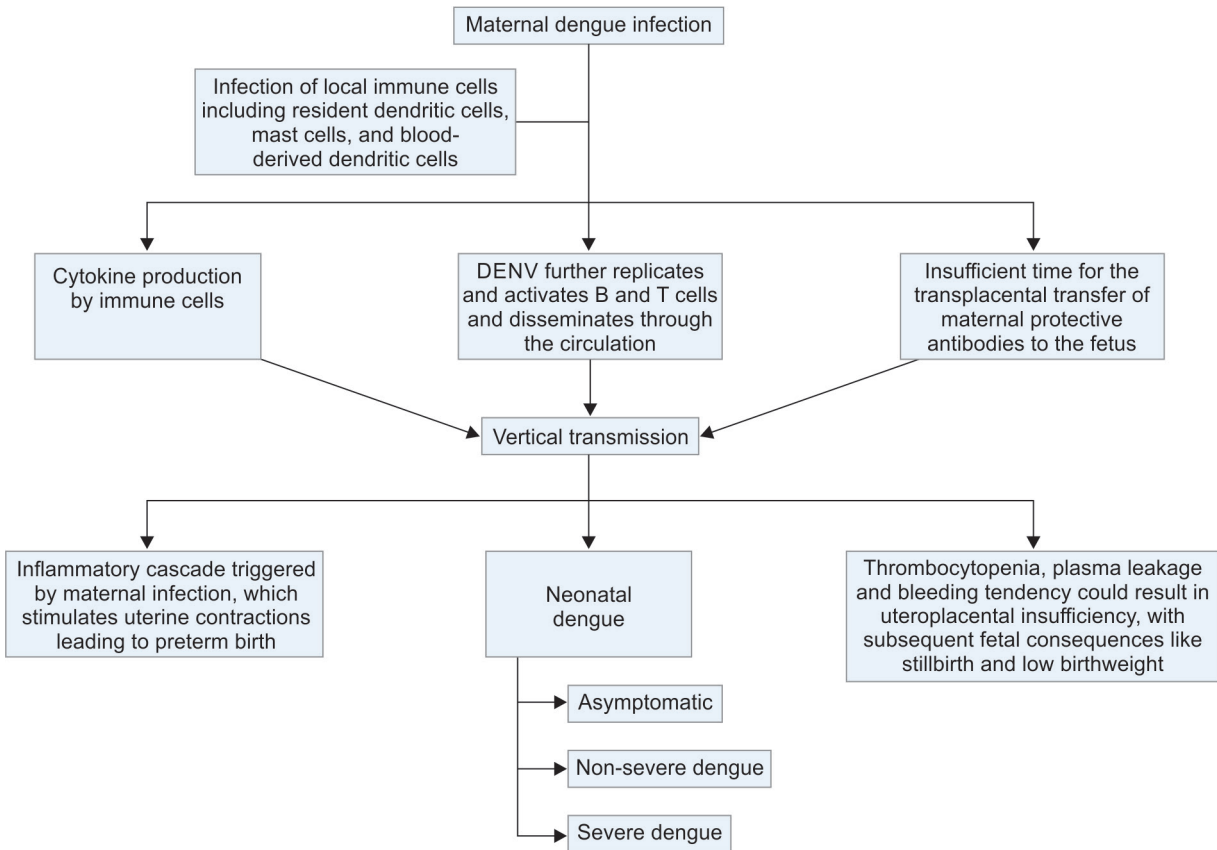 Maternal dengue infection
Infection of local immune cells
including resident dendritic cells,
mast cells, and blood-
derived dendritic cells
Cytokine production
by immune cells
DENV further replicates
and activates B and T cells
and disseminates through
the circulation
Insufficient time for the
transplacental transfer of
maternal protective
antibodies to the fetus
Vertical transmission
Inflammatory cascade triggered
by maternal infection, which
stimulates uterine contractions
leading to preterm birth
Neonatal
dengue
Thrombocytopenia, plasma leakage
and bleeding tendency could result in
uteroplacental insufficiency, with
subsequent fetal consequences like
stillbirth and low birthweight
Asymptomatic
Non-severe dengue
Severe dengue